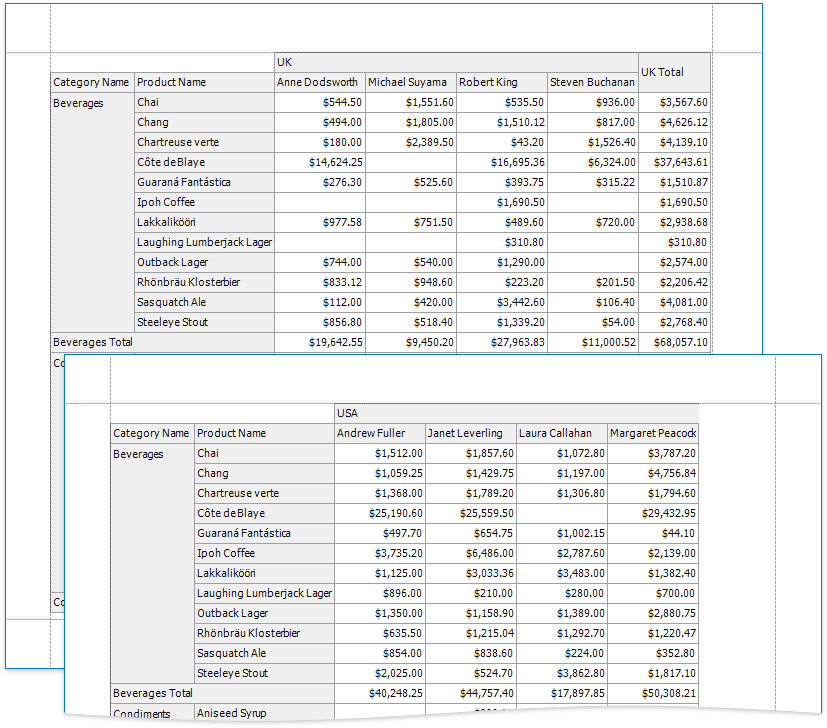 UK
UK Total
Category Name Product Name Anne Dodsworth Michael Suyama Robert King Steven Buchanan
Beverages Chai $544.50 $1,551.60 $535.50 $936.00 $3,567.60
Chang $494.00 $1,805.00 $1,510.12 $817.00 $4,626.12
Chartreuse verte $180.00 $2,389.50 $43.20 $1,526.40 $4,139.10
Côte de Blaye $14,624.25 $16,695.36 $6,324.00 $37,643.61
Guaraná Fantástica $276.30 $525.60 $393.75 $315.22 $1,510.87
Ipoh Coffee $1,690.50 $1,690.50
Lakkalikööri $977.58 $751.50 $489.60 $720.00 $2,938.68
Laughing Lumberjack Lager $310.80 $310.80
Outback Lager $744.00 $540.00 $1,290.00 $2,574.00
Rhönbräu Klosterbier $833.12 $948.60 $223.20 $201.50 $2,206.42
Sasquatch Ale $112.00 $420.00 $3,442.60 $106.40 $4,081.00
Steeleye Stout $856.80 $518.40 $1,339.20 $54.00 $2,768.40
Beverages Total $19,642.55 $9,450.20 $27,963.83 $11,000.52 $68,057.10
USA
Category Name Product Name Andrew Fuller Janet Leverling Laura Callahan Margaret Peacock
Beverages Chai $1,512.00 $1,857.60 $1,072.80 $3,787.20
Chang $1,059.25 $1,429.75 $1,197.00 $4,756.84
Chartreuse verte $1,368.00 $1,789.20 $1,306.80 $1,794.60
Côte de Blaye $25,190.60 $25,559.50 $29,432.95
Guaraná Fantástica $497.70 $654.75 $1,002.15 $44.10
Ipoh Coffee $3,735.20 $6,486.00 $2,787.60 $2,139.00
Lakkalikööri $1,125.00 $3,033.36 $3,483.00 $1,382.40
Laughing Lumberjack Lager $896.00 $210.00 $280.00 $700.00
Outback Lager $1,350.00 $1,158.90 $1,389.00 $2,880.75
Rhönbräu Klosterbier $635.50 $1,215.04 $1,292.70 $1,220.47
Sasquatch Ale $854.00 $838.60 $224.00 $352.80
Steeleye Stout $2,025.00 $524.70 $3,862.80 $1,817.10
Beverages Total $40,248.25 $44,757.40 $17,897.85 $50,308.21
Condiments Aniseed Syrup